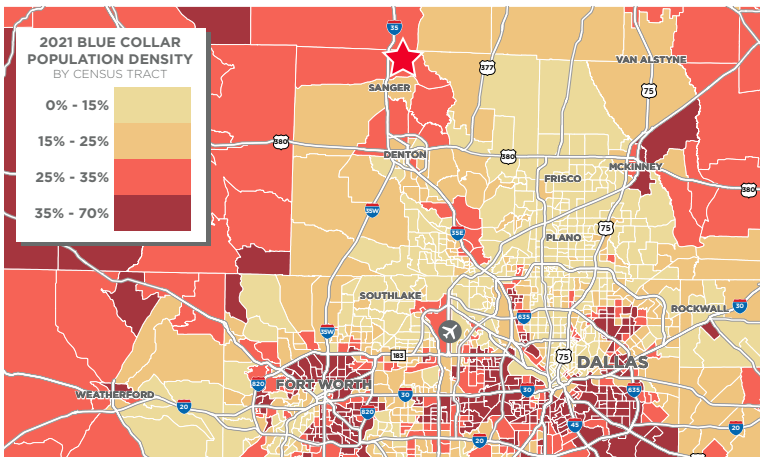 2021 BLUE COLLAR
POPULATION DENSITY
BY CENSUS TRACT
0% - 15%
15% - 25%
25% - 35%
35% - 70%
35
377
VAN ALSTYNE
75
SANGER
380
DENTON
380
MCKINNEY
FRISCO
380
35W
35E
75
PLANO
SOUTHLAKE
ROCKWALL
30
635
35W
183
75
DALLAS
820
FORT WORTH
WEATHERFORD
30
30
635
20
820
45
20
20